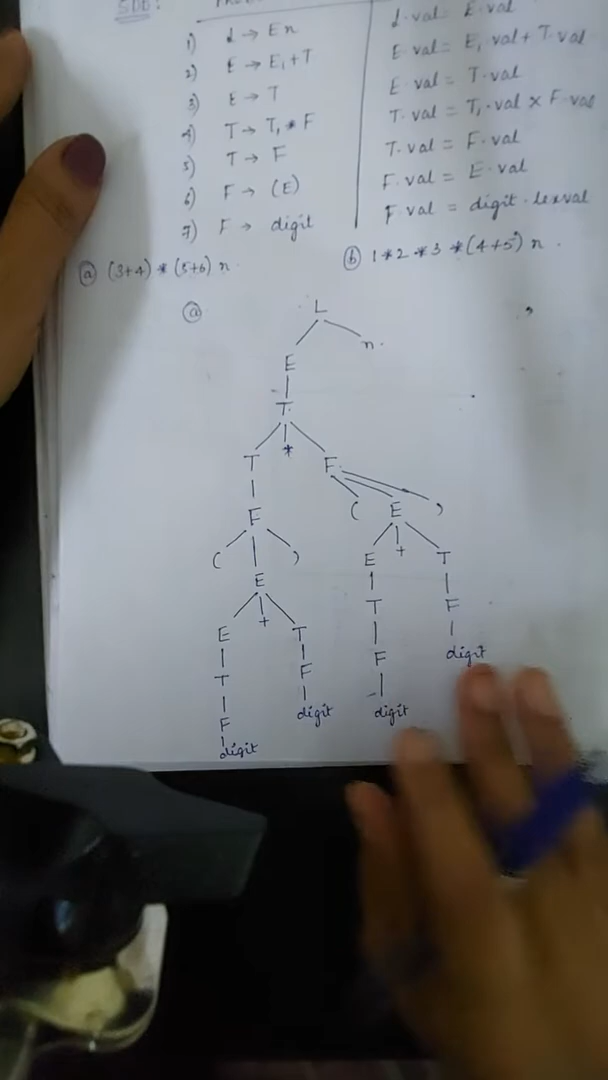 SDD:
L.val = E.val
1) L → En
E.val = E₁.val + T.val
2) E → E₁ + T
E.val = T.val
3) E → T
T.val = T₁.val × F.val
4) T → T₁ * F
T.val = F.val
5) T → F
F.val = E.val
6) F → (E)
F.val = digit.lexval
7) F → digit
ⓐ (3+4) * (5+6) n.
ⓑ 1*2*3*(4+5) n.
ⓐ
L
E n.
T
T * F
F ( E )
( E ) E + T
E + T T F
T F F digit
F digit digit
digit